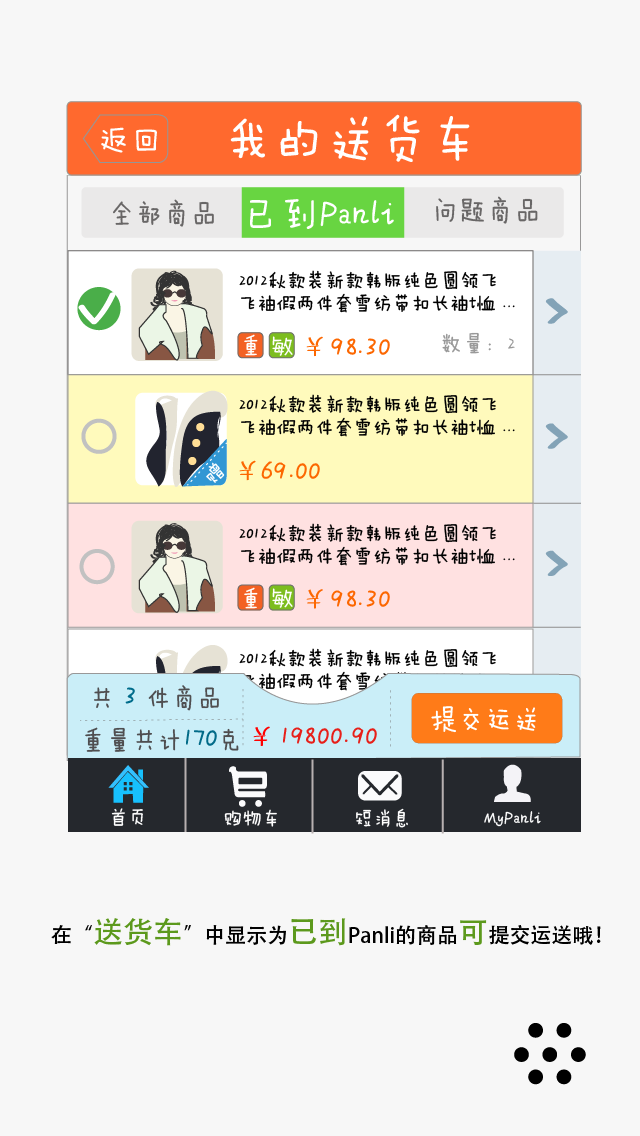 返回
我的送货车
全部商品
已到Panli
问题商品
2012秋款装新款韩版纯色圆领飞
飞袖假两件套雪纺带扣长袖t恤 ...
重 敏 ¥ 98.30
数量: 2
2012秋款装新款韩版纯色圆领飞
飞袖假两件套雪纺带扣长袖t恤 ...
¥69.00
2012秋款装新款韩版纯色圆领飞
飞袖假两件套雪纺带扣长袖t恤 ...
重 敏 ¥ 98.30
2012秋款装新款韩版纯色圆领飞
飞袖假两件套雪纺带扣长袖t恤 ...
共 3 件商品
重量共计170克
¥ 19800.90
提交运送
首页
购物车
短消息
MyPanli
在“送货车”中显示为已到Panli的商品可提交运送哦!